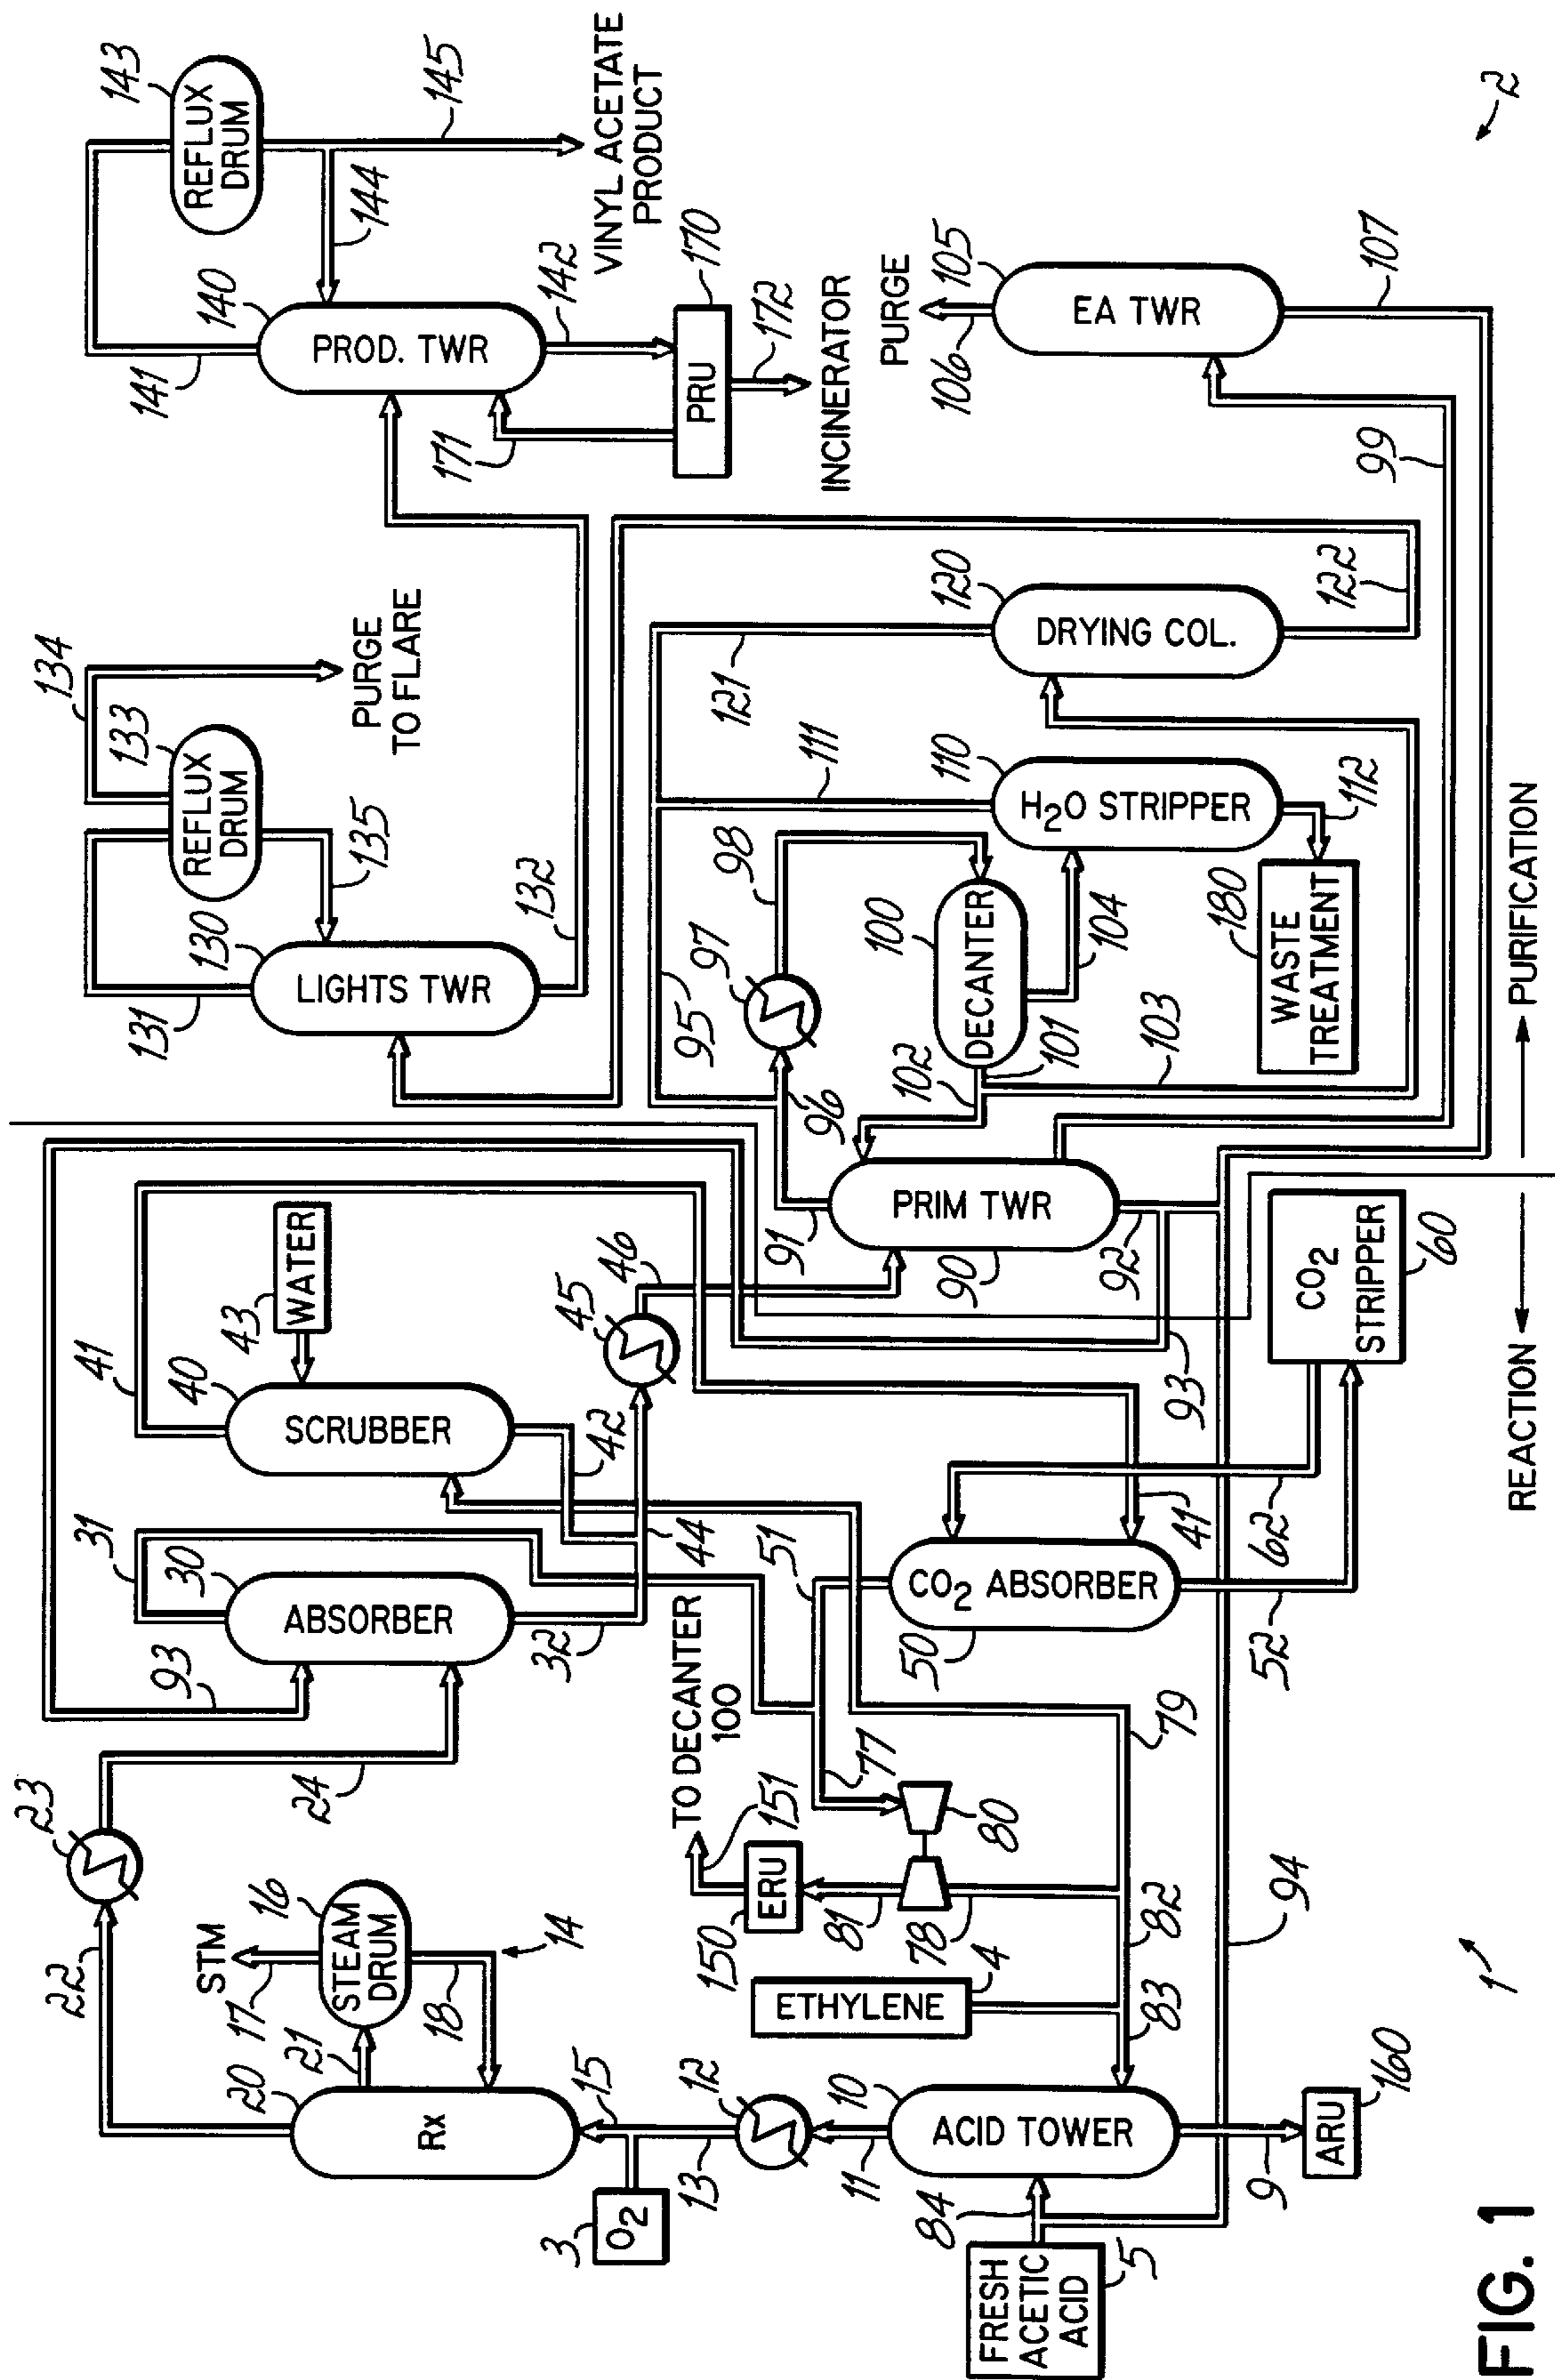 143
REFLUX
DRUM
145
144
VINYL ACETATE
PRODUCT
141
140
PROD. TWR
142
171
PRU
170
172
INCINERATOR
134
133
REFLUX
DRUM
PURGE
TO FLARE
135
131
130
LIGHTS TWR
132
PURGE
106
105
EA TWR
107
99
121
120
DRYING COL.
122
111
110
H₂O STRIPPER
112
180
WASTE
TREATMENT
98
97
95
96
100
DECANTER
104
102
101
103
91
PRIM TWR
90
92
93
PURIFICATION
REACTION
2
41
40
43
WATER
SCRUBBER
42
45
46
31
30
ABSORBER
93
32
44
23
24
22
STM
17
16
STEAM
DRUM
18
14
21
20
Rx
15
3
O₂
13
12
11
TO DECANTER
100
151
150
ERU
81
78
80
77
51
50
CO₂ ABSORBER
41
52
62
CO₂
STRIPPER
60
79
82
83
ETHYLENE
4
10
ACID TOWER
84
FRESH
ACETIC
ACID
5
9
ARU
160
94
1
FIG. 1